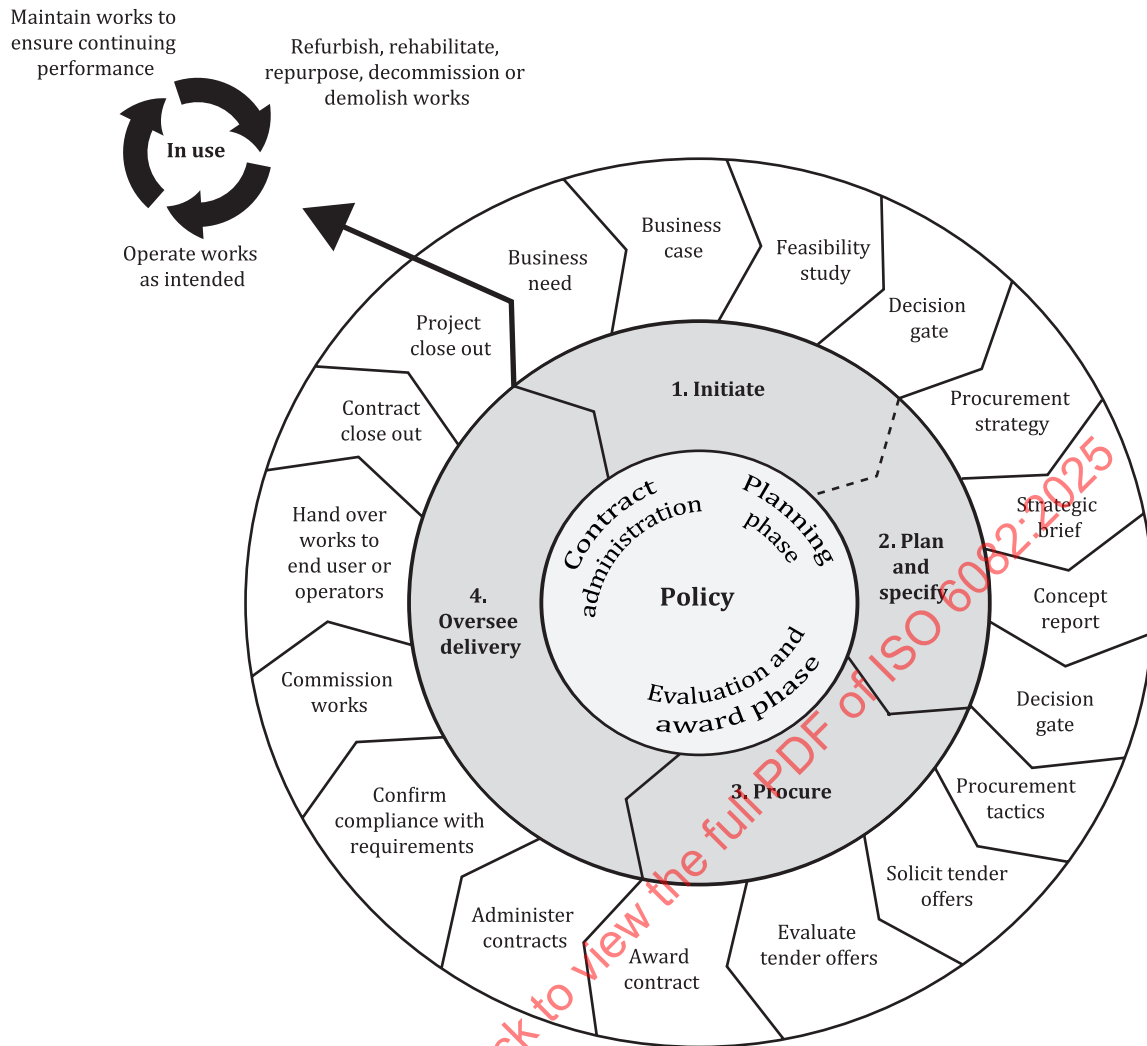 Maintain works to
ensure continuing
performance
Refurbish, rehabilitate,
repurpose, decommission or
demolish works
In use
Operate works
as intended
Business
need
Business
case
Feasibility
study
Decision
gate
Procurement
strategy
Strategic
brief
Concept
report
Decision
gate
Procurement
tactics
Solicit tender
offers
Evaluate
tender offers
Award
contract
Administer
contracts
Confirm
compliance with
requirements
Commission
works
Hand over
works to
end user or
operators
Contract
close out
Project
close out
1. Initiate
2. Plan
and
specify
3. Procure
4.
Oversee
delivery
Contract
administration
Planning
phase
Policy
Evaluation and
award phase
to view the full PDF of ISO 6082:2025